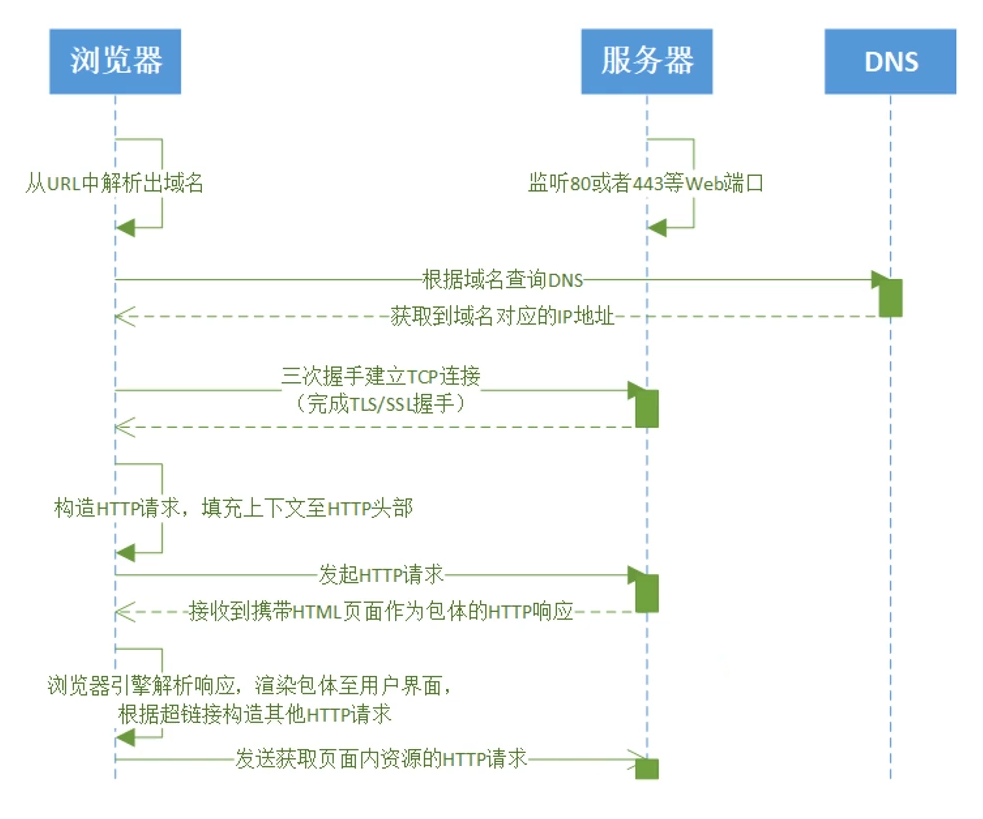 浏览器
服务器
DNS
从URL中解析出域名
监听80或者443等Web端口
根据域名查询DNS
获取到域名对应的IP地址
三次握手建立TCP连接
（完成TLS/SSL握手）
构造HTTP请求，填充上下文至HTTP头部
发起HTTP请求
接收到携带HTML页面作为包体的HTTP响应
浏览器引擎解析响应，渲染包体至用户界面，
根据超链接构造其他HTTP请求
发送获取页面内资源的HTTP请求